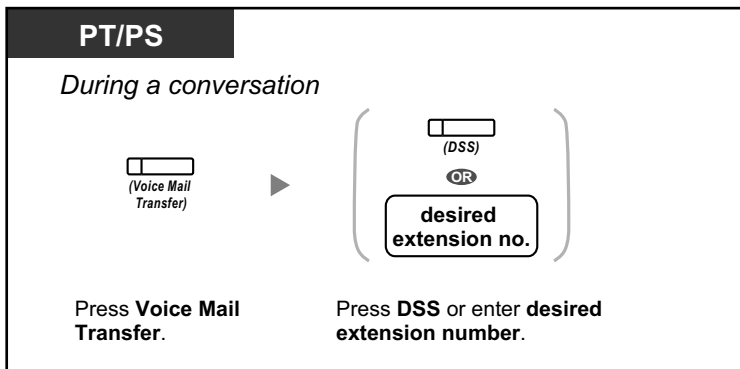 PT/PS
During a conversation
(Voice Mail
Transfer)
(DSS)
OR
desired
extension no.
Press Voice Mail
Transfer.
Press DSS or enter desired
extension number.